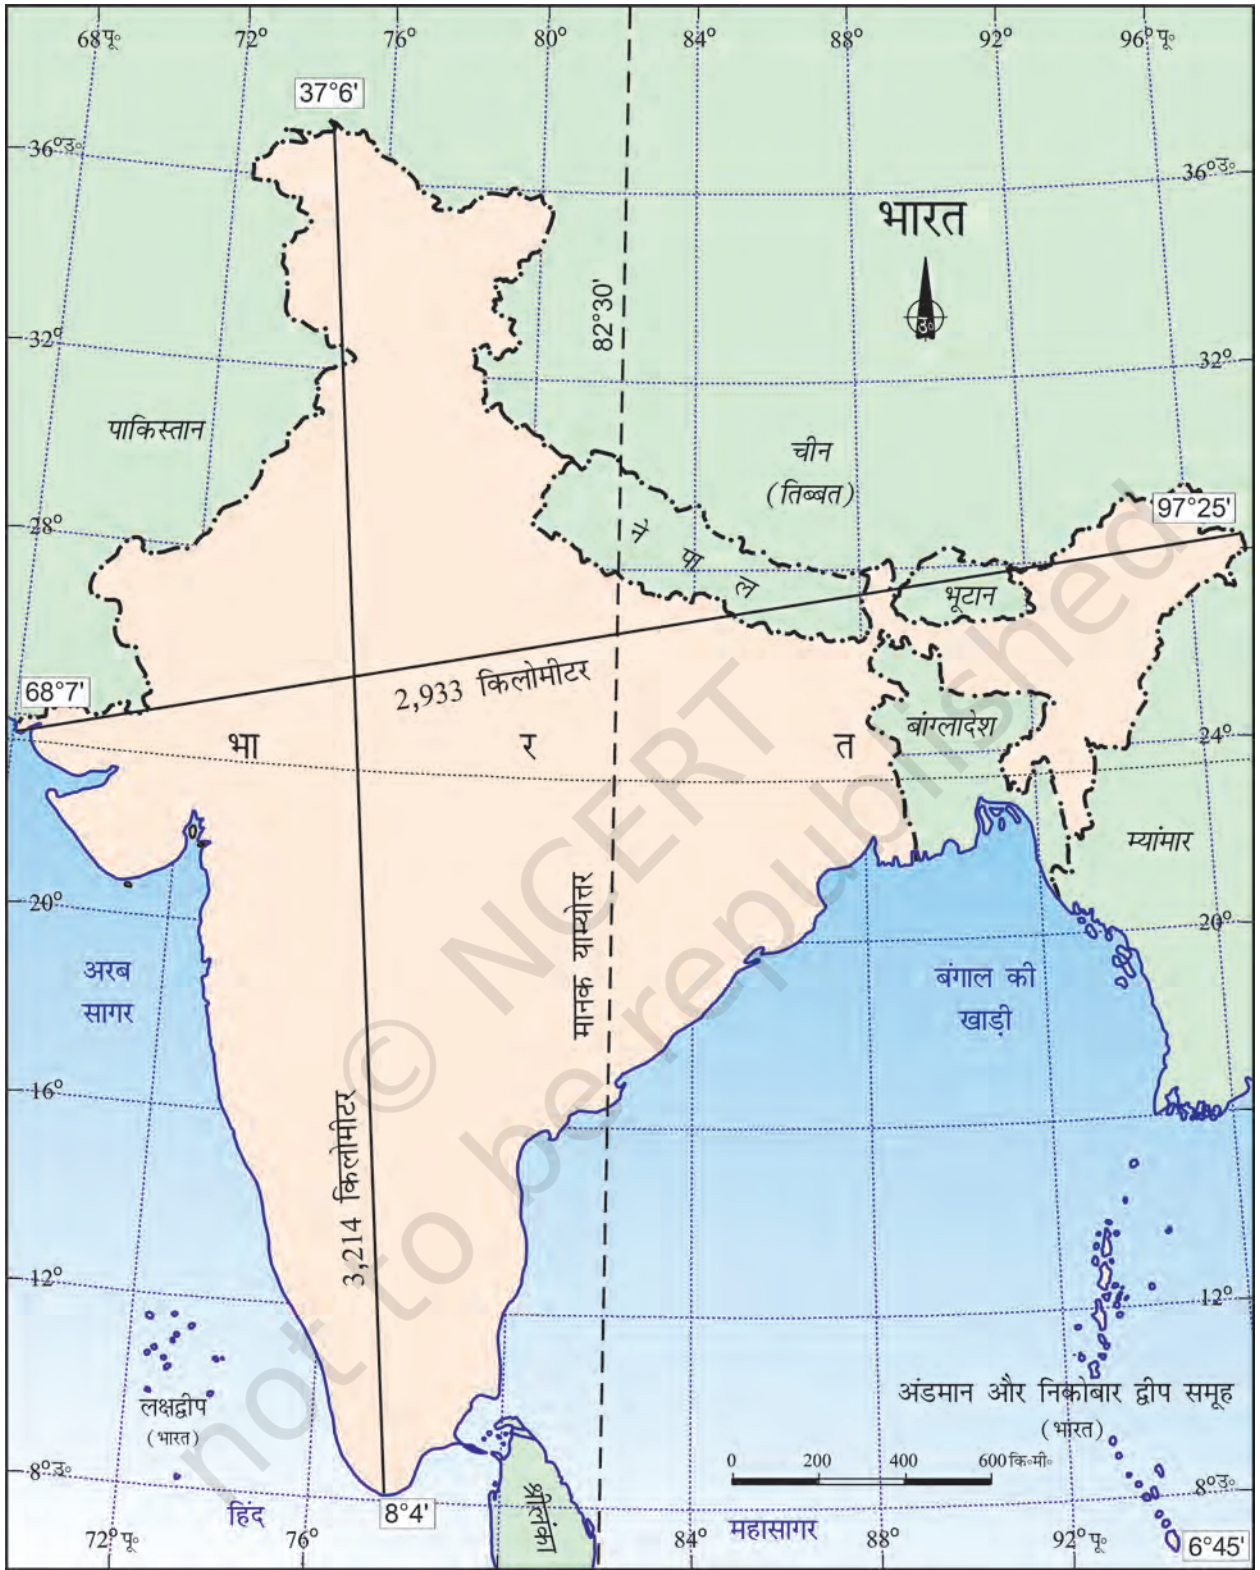 68°पू॰ 72° 76° 80° 84° 88° 92° 96°पू॰
37°6'
36°उ॰ 36°उ॰
भारत
उ॰
82°30'
32° 32°
पाकिस्तान
चीन
(तिब्बत)
97°25'
28°
नेपाल
भूटान
68°7'
2,933 किलोमीटर
बांग्लादेश
भा र त
24°
म्यांमार
मानक याम्योत्तर
20° 20°
अरब
सागर
बंगाल की
खाड़ी
16°
3,214 किलोमीटर
12° 12°
लक्षद्वीप
(भारत)
अंडमान और निकोबार द्वीप समूह
(भारत)
0 200 400 600 कि॰मी॰
8°उ॰ 8°उ॰
श्रीलंका
हिंद
8°4'
महासागर
72°पू॰ 76° 84° 88° 92°पू॰
6°45'
© NCERT
not to be republished